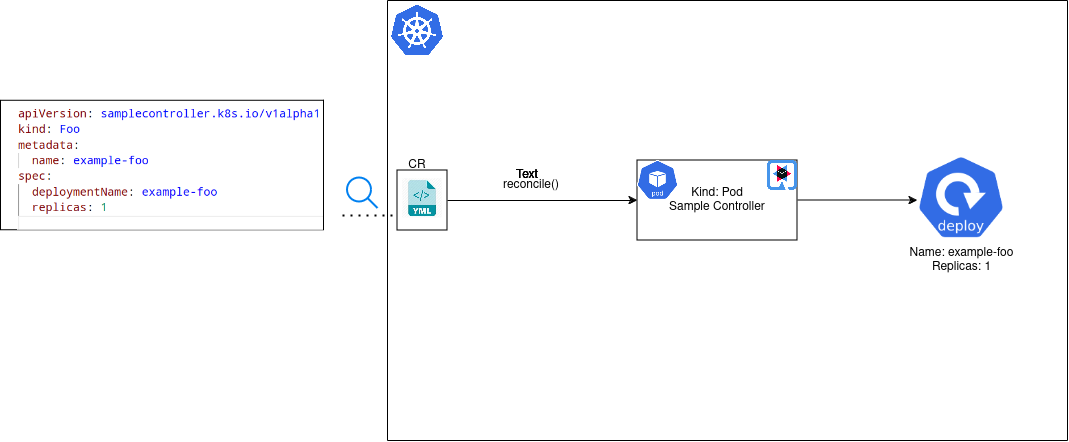 apiVersion: samplecontroller.k8s.io/v1alpha1
kind: Foo
metadata:
name: example-foo
spec:
deploymentName: example-foo
replicas: 1
CR
YML
Text
reconcile()
pod
Kind: Pod
Sample Controller
deploy
Name: example-foo
Replicas: 1